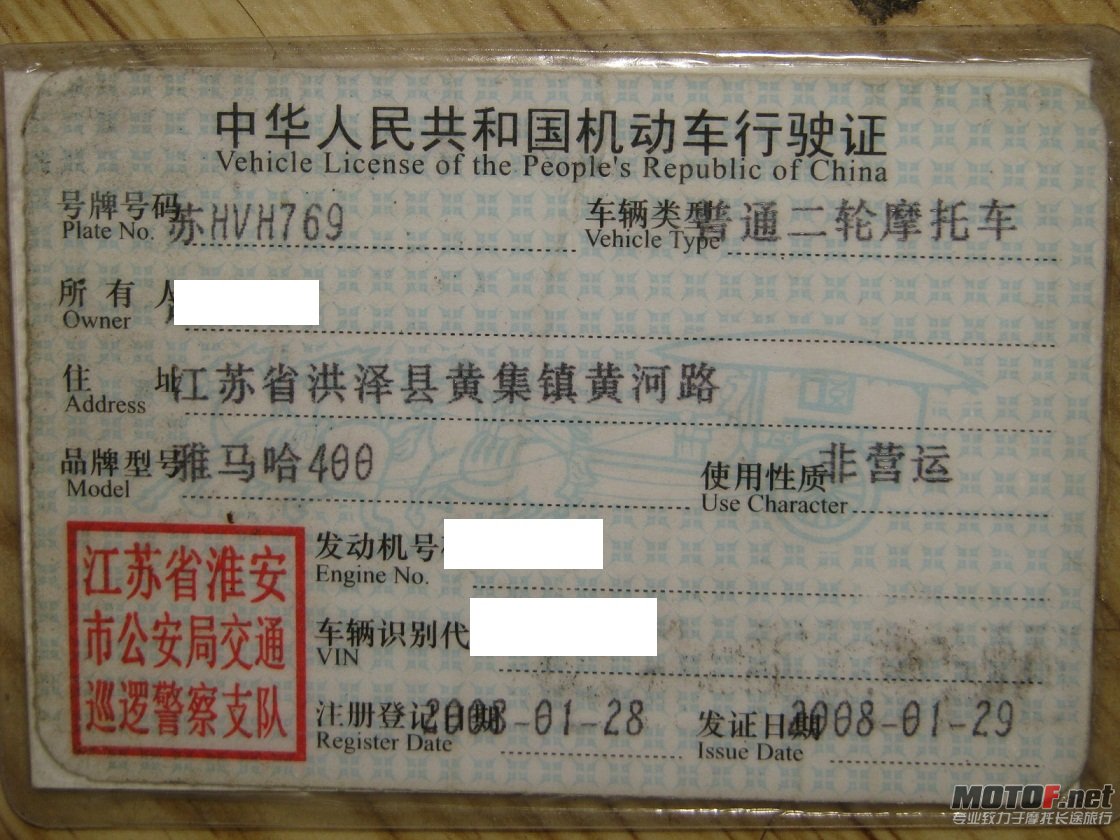 中华人民共和国机动车行驶证
Vehicle License of the People's Republic of China
号牌号码 苏HVH769 车辆类型 普通二轮摩托车
Plate No. Vehicle Type
所有人
Owner
住址 江苏省洪泽县黄集镇黄河路
Address
品牌型号 雅马哈400 使用性质 非营运
Model Use Character
江苏省淮安
市公安局交通
巡逻警察支队
发动机号
Engine No.
车辆识别代
VIN
注册登记日期 2008-01-28 发证日期 2008-01-29
Register Date Issue Date
MOTOF.net
专业致力于摩托长途旅行